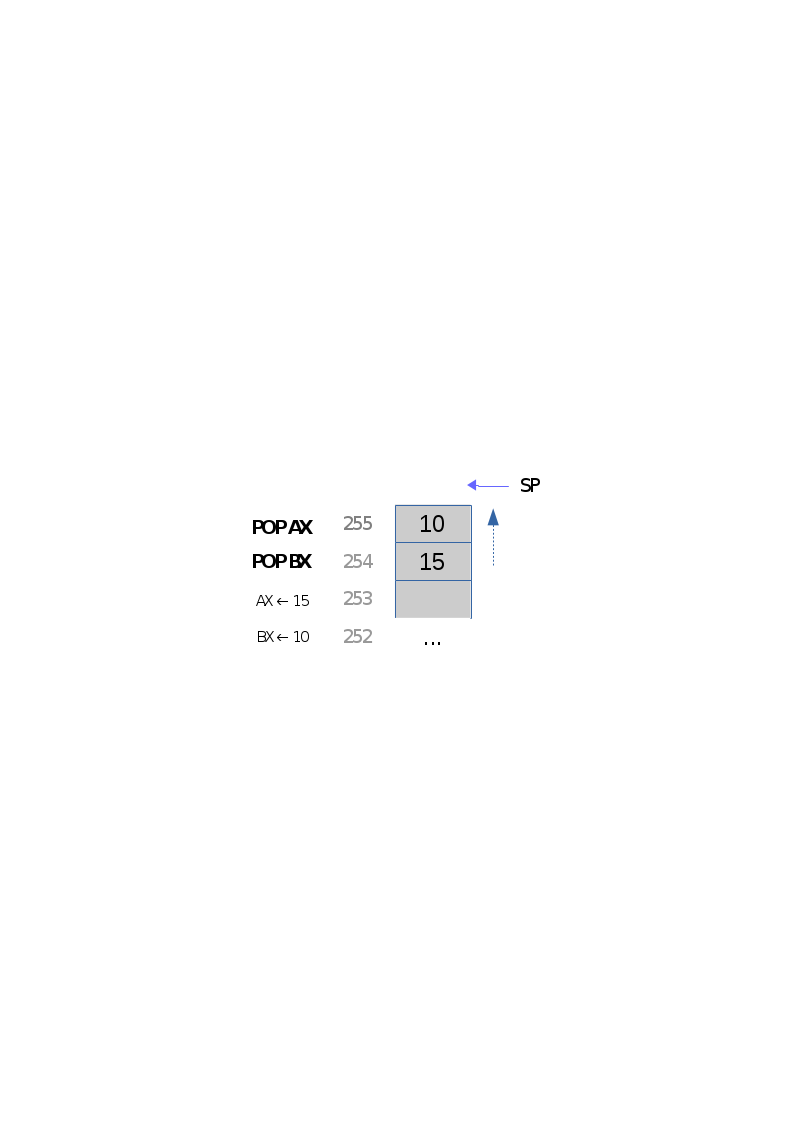 SP
POP AX 255 10
POP BX 254 15
AX ← 15 253
BX ← 10 252 ...